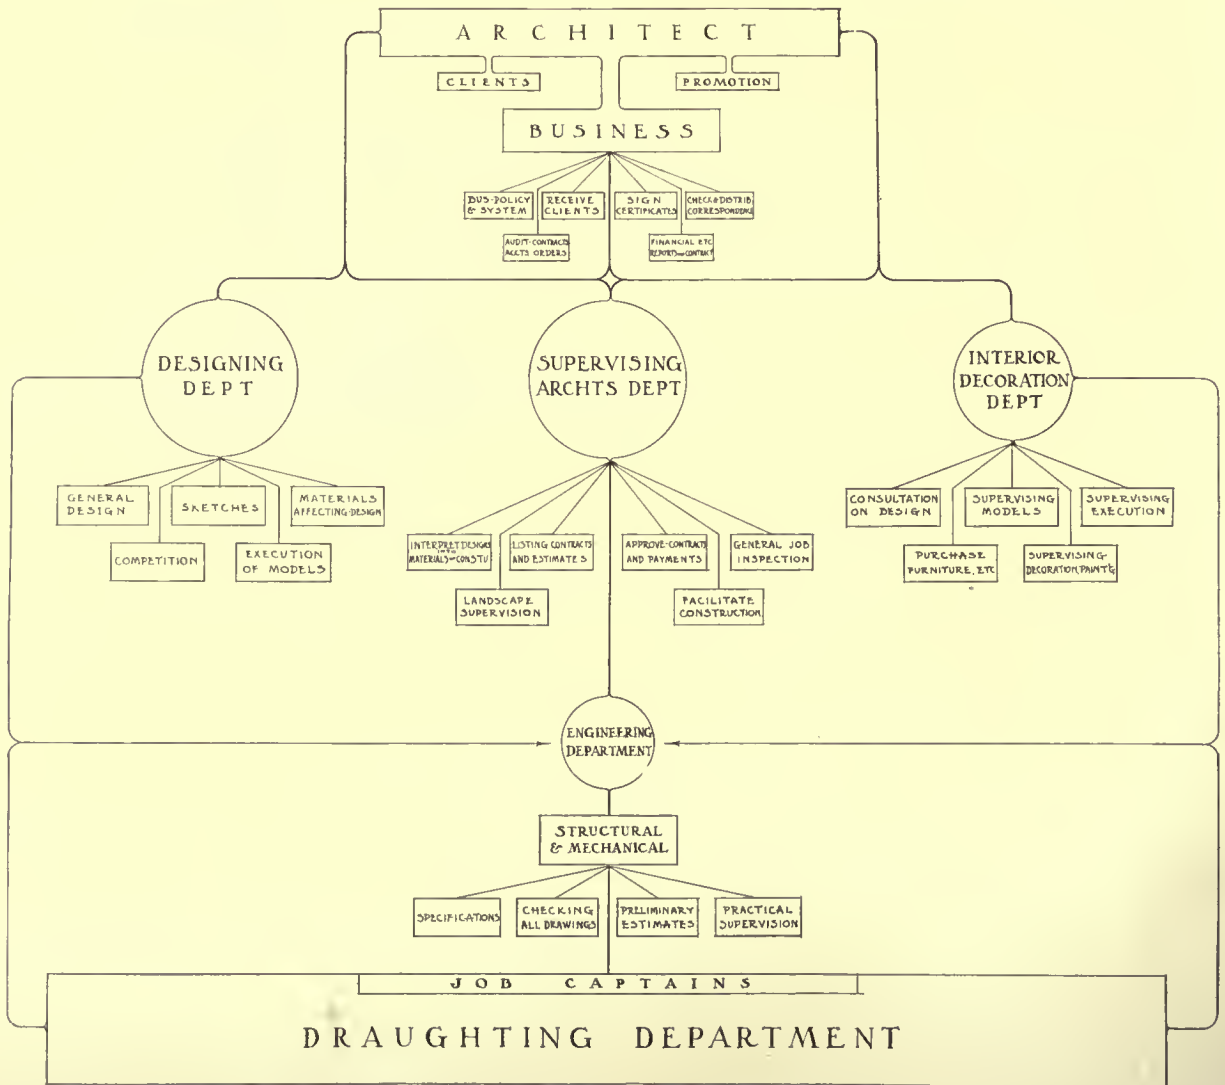 ARCHITECT
CLIENTS
PROMOTION
BUSINESS
BUS-POLICY
& SYSTEM
RECEIVE
CLIENTS
SIGN
CERTIFICATES
CHECK & DISTRIB.
CORRESPONDENCE
AUDIT-CONTRACTS
ACCTS ORDERS
FINANCIAL ETC
REPORTS CONTRACT
DESIGNING
DEPT
SUPERVISING
ARCHTS DEPT
INTERIOR
DECORATION
DEPT
GENERAL
DESIGN
SKETCHES
MATERIALS
AFFECTING-DESIGN
COMPETITION
EXECUTION
OF MODELS
INTERPRET DESIGNS
INTO
MATERIALS CONSTU
LISTING CONTRACTS
AND ESTIMATES
APPROVE-CONTRACTS
AND PAYMENTS
GENERAL JOB
INSPECTION
LANDSCAPE
SUPERVISION
FACILITATE
CONSTRUCTION
CONSULTATION
ON DESIGN
SUPERVISING
MODELS
SUPERVISING
EXECUTION
PURCHASE
FURNITURE, ETC
SUPERVISING
DECORATION, PAINT'G
ENGINEERING
DEPARTMENT
STRUCTURAL
& MECHANICAL
SPECIFICATIONS
CHECKING
ALL DRAWINGS
PRELIMINARY
ESTIMATES
PRACTICAL
SUPERVISION
JOB CAPTAINS
DRAUGHTING DEPARTMENT